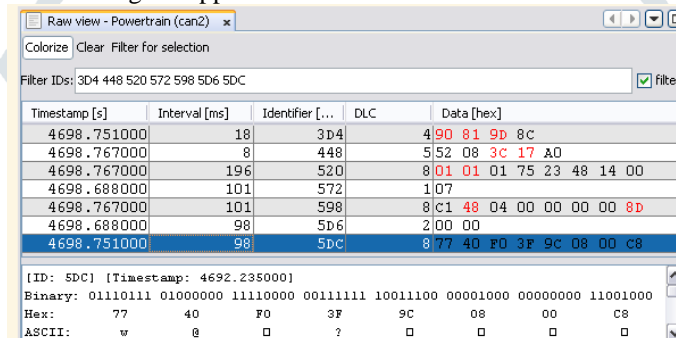 Raw view - Powertrain (can2) x
Colorize Clear Filter for selection
Filter IDs: 3D4 448 520 572 598 5D6 5DC
Timestamp [s] Interval [ms] Identifier [... DLC Data [hex]
4698.751000 18 3D4 4 90 81 9D 8C
4698.767000 8 448 5 52 08 3C 17 A0
4698.767000 196 520 8 01 01 01 75 23 48 14 00
4698.688000 101 572 1 07
4698.767000 101 598 8 C1 48 04 00 00 00 00 8D
4698.688000 98 5D6 2 00 00
4698.751000 98 5DC 8 77 40 F0 3F 9C 08 00 C8
[ID: 5DC] [Timestamp: 4692.235000]
Binary: 01110111 01000000 11110000 00111111 10011100 00001000 00000000 11001000
Hex: 77 40 F0 3F 9C 08 00 C8
ASCII: w @ □ ? □ □ □ □